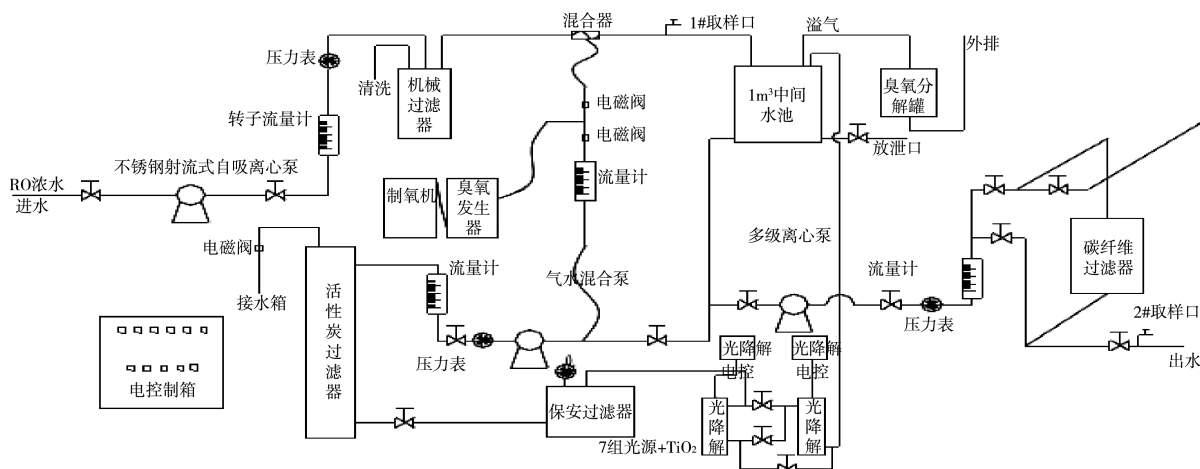 混合器
1#取样口
溢气
外排
压力表
清洗
机械
过滤
器
1m³中间
水池
臭氧分
解罐
电磁阀
电磁阀
转子流量计
放泄口
不锈钢射流式自吸离心泵
RO浓水
进水
制氧机
臭氧
发生
器
流量计
电磁阀
接水箱
流量计
气水混合泵
多级离心泵
流量计
碳纤维
过滤器
活性炭过滤器
压力表
压力表
2#取样口
出水
光降解
电控
光降解
电控
电控制箱
保安过滤器
光降解
光降解
7组光源+TiO₂